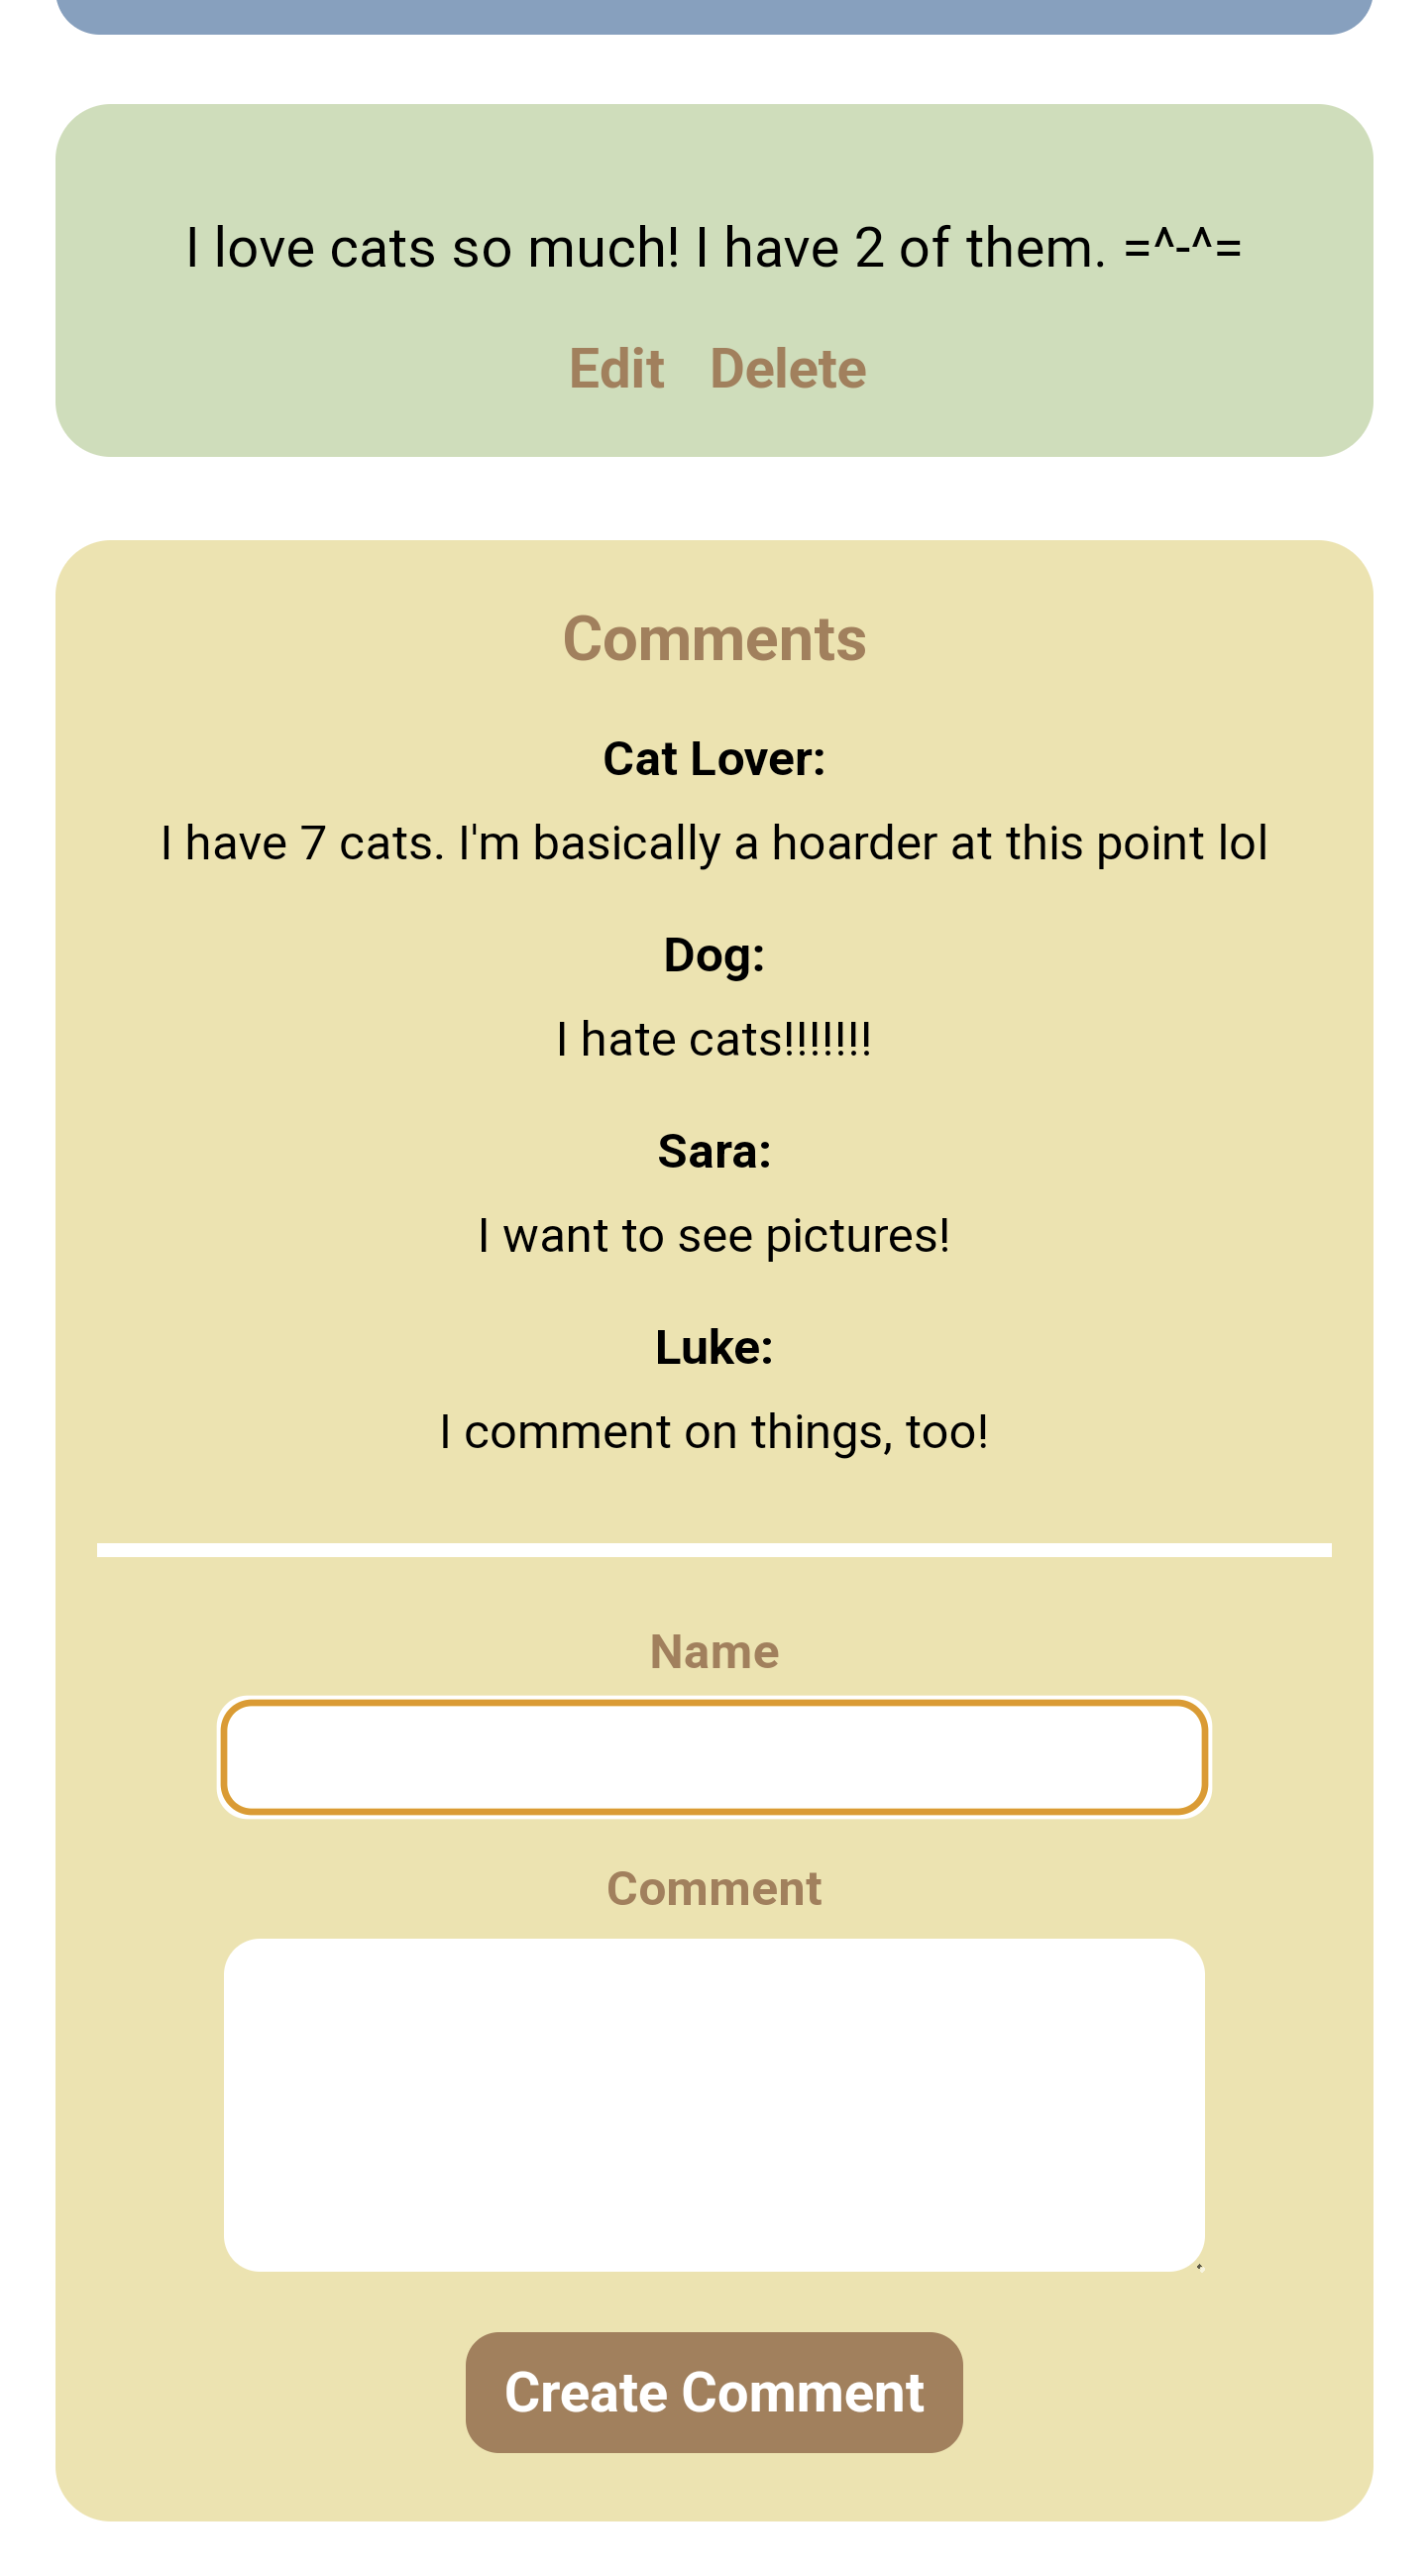 I love cats so much! I have 2 of them. =^-^=
Edit Delete
Comments
Cat Lover:
I have 7 cats. I'm basically a hoarder at this point lol
Dog:
I hate cats!!!!!!!
Sara:
I want to see pictures!
Luke:
I comment on things, too!
Name
Comment
Create Comment